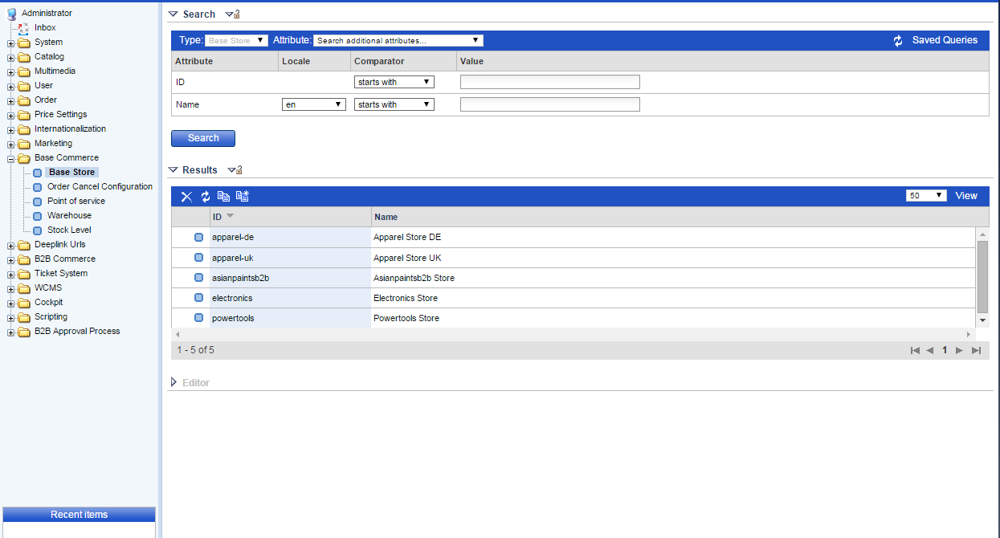 Administrator
Inbox
System
Catalog
Multimedia
User
Order
Price Settings
Internationalization
Marketing
Base Commerce
Base Store
Order Cancel Configuration
Point of service
Warehouse
Stock Level
Deeplink Urls
B2B Commerce
Ticket System
WCMS
Cockpit
Scripting
B2B Approval Process
Recent items
Search
Type: Base Store Attribute: Search additional attributes... Saved Queries
Attribute Locale Comparator Value
ID starts with
Name en starts with
Search
Results
50 View
ID Name
apparel-de Apparel Store DE
apparel-uk Apparel Store UK
asianpaintsb2b Asianpaintsb2b Store
electronics Electronics Store
powertools Powertools Store
1 - 5 of 5 1
Editor